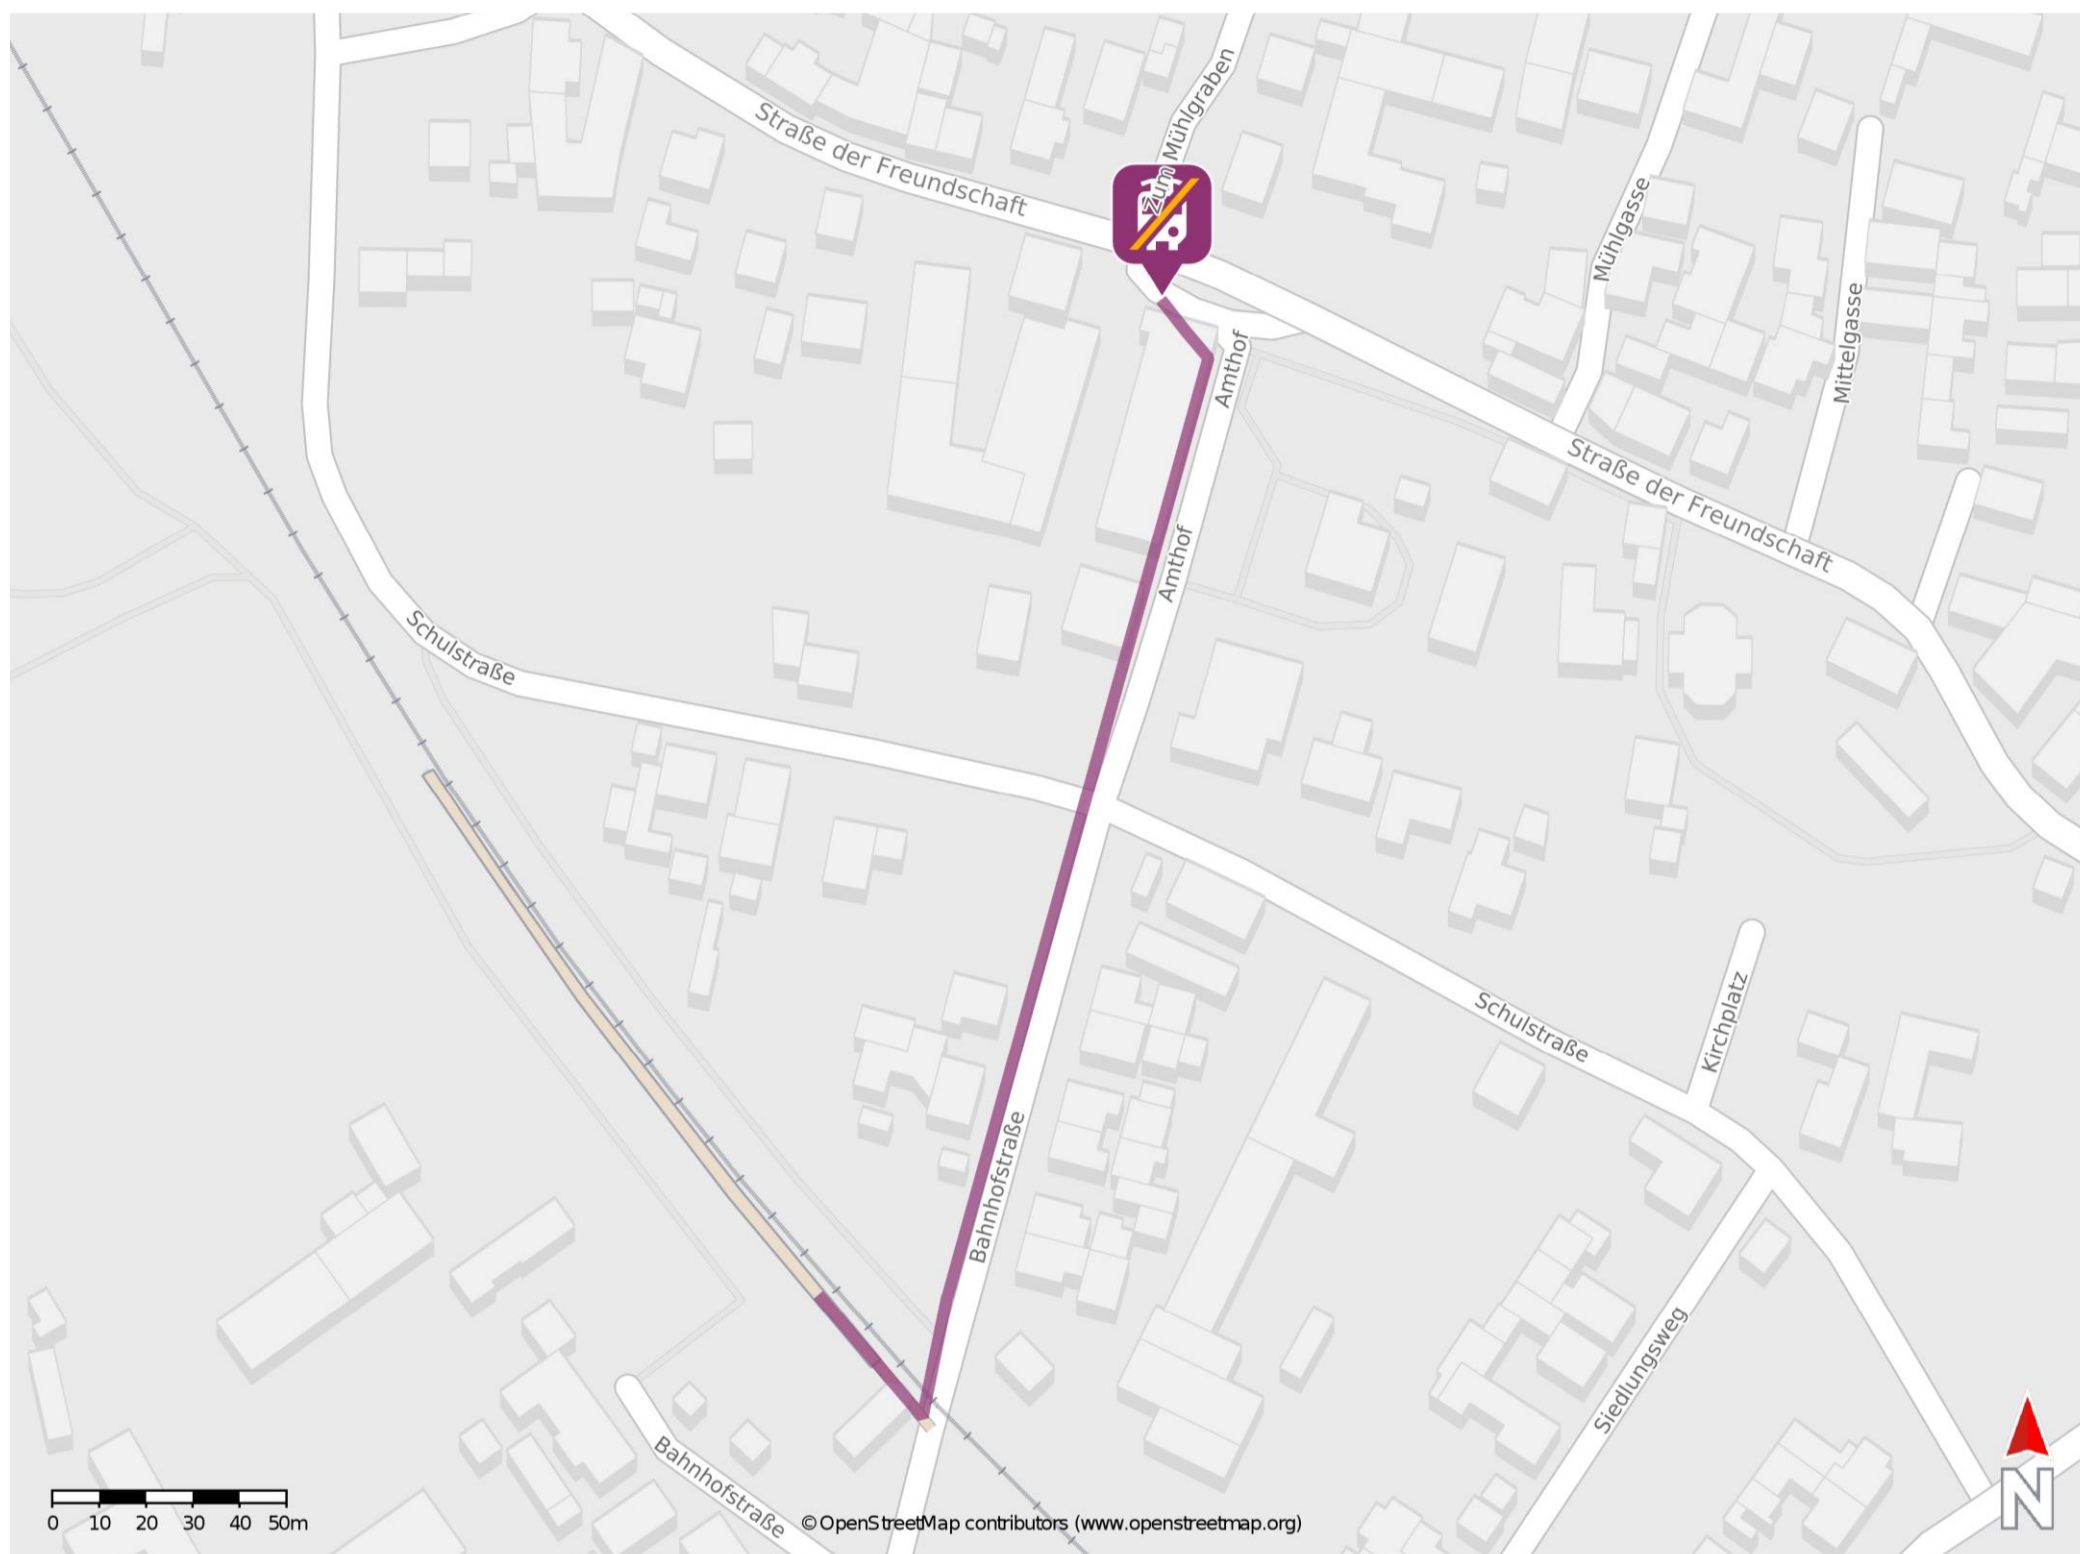 Zum Mühlgraben
Straße der Freundschaft
Mühlgasse
Mittelgasse
Amthof
Straße der Freundschaft
Amthof
Schulstraße
Kirchplatz
Schulstraße
Bahnhofstraße
Siedlungsweg
Bahnhofstraße
0 10 20 30 40 50m
© OpenStreetMap contributors (www.openstreetmap.org)
N